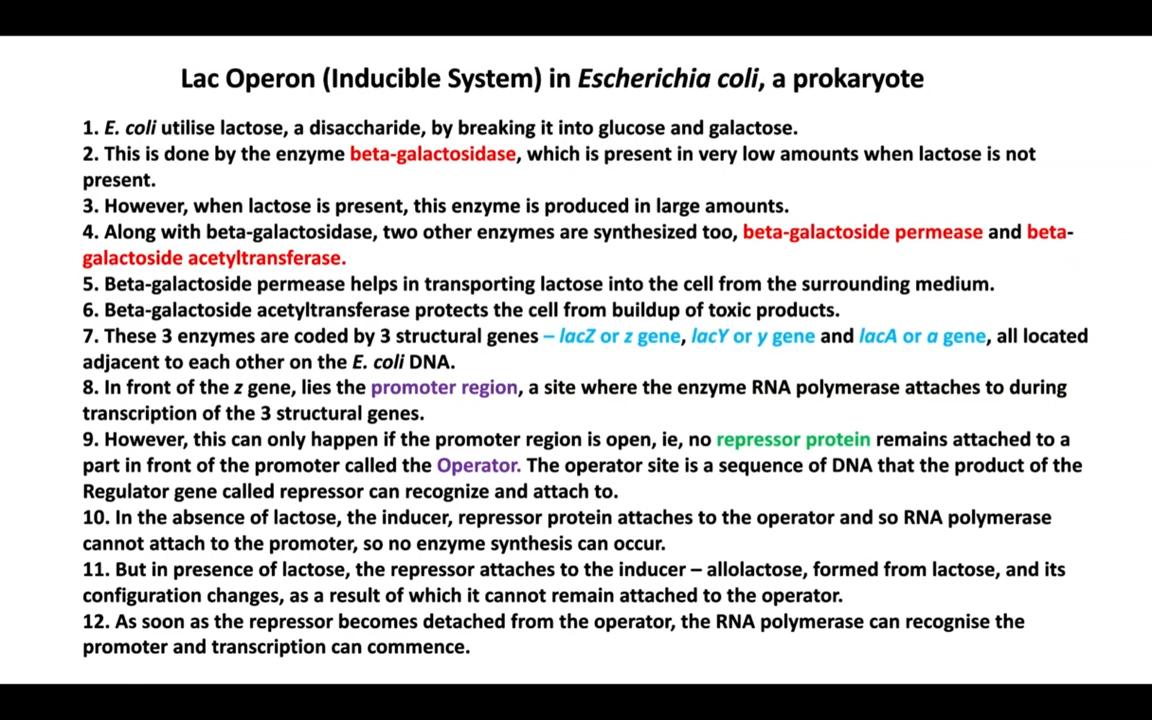 Lac Operon (Inducible System) in Escherichia coli, a prokaryote
1. E. coli utilise lactose, a disaccharide, by breaking it into glucose and galactose.
2. This is done by the enzyme beta-galactosidase, which is present in very low amounts when lactose is not
present.
3. However, when lactose is present, this enzyme is produced in large amounts.
4. Along with beta-galactosidase, two other enzymes are synthesized too, beta-galactoside permease and beta-
galactoside acetyltransferase.
5. Beta-galactoside permease helps in transporting lactose into the cell from the surrounding medium.
6. Beta-galactoside acetyltransferase protects the cell from buildup of toxic products.
7. These 3 enzymes are coded by 3 structural genes – lacZ or z gene, lacY or y gene and lacA or a gene, all located
adjacent to each other on the E. coli DNA.
8. In front of the z gene, lies the promoter region, a site where the enzyme RNA polymerase attaches to during
transcription of the 3 structural genes.
9. However, this can only happen if the promoter region is open, ie, no repressor protein remains attached to a
part in front of the promoter called the Operator. The operator site is a sequence of DNA that the product of the
Regulator gene called repressor can recognize and attach to.
10. In the absence of lactose, the inducer, repressor protein attaches to the operator and so RNA polymerase
cannot attach to the promoter, so no enzyme synthesis can occur.
11. But in presence of lactose, the repressor attaches to the inducer – allolactose, formed from lactose, and its
configuration changes, as a result of which it cannot remain attached to the operator.
12. As soon as the repressor becomes detached from the operator, the RNA polymerase can recognise the
promoter and transcription can commence.